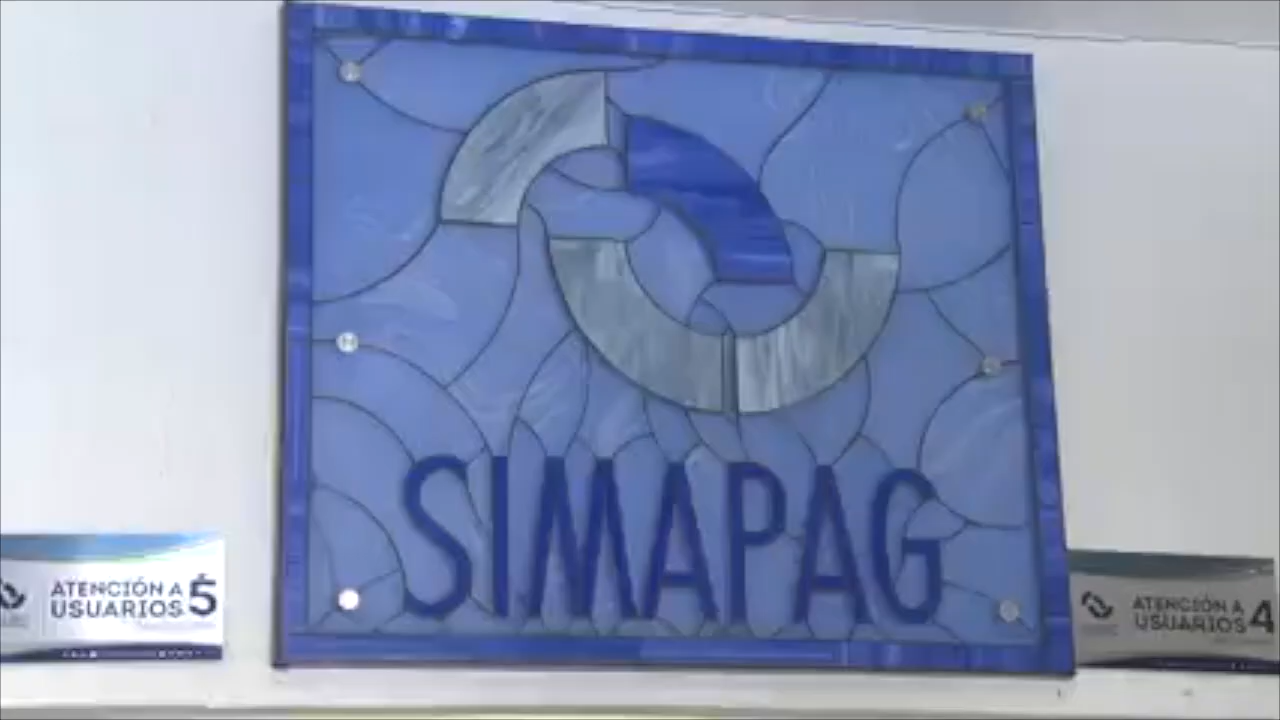 SIMAPAG
ATENCIÓN A
USUARIOS 5
ATENCIÓN A
USUARIOS 4